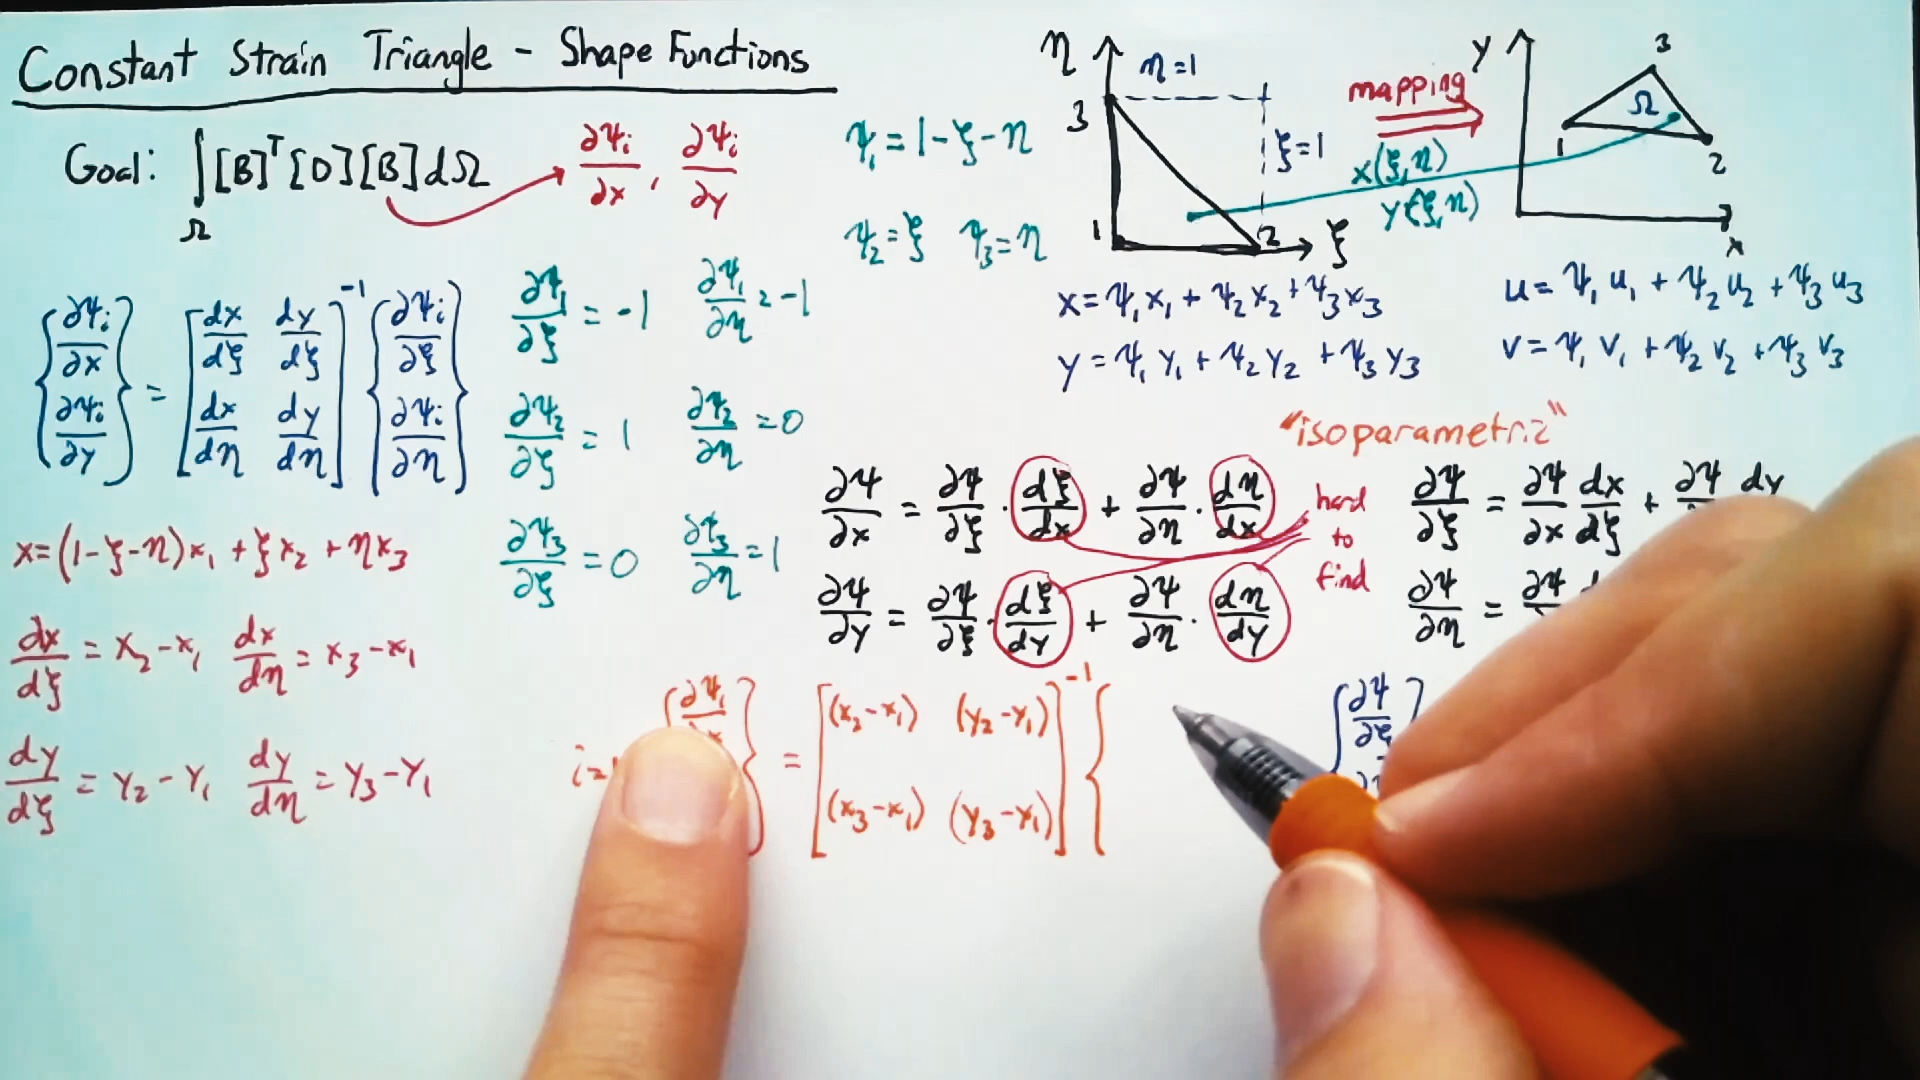 Constant Strain Triangle - Shape Functions
Goal: ∫Ω [B]ᵀ[D][B]dΩ → ∂ψi/∂x , ∂ψi/∂y
ψ₁ = 1-ξ-η
ψ₂ = ξ ψ₃ = η
η
η=1
3
ξ=1
1
2
ξ
mapping
x(ξ,η)
y(ξ,η)
y
3
Ω
1
2
x
x = ψ₁x₁ + ψ₂x₂ + ψ₃x₃
y = ψ₁y₁ + ψ₂y₂ + ψ₃y₃
u = ψ₁u₁ + ψ₂u₂ + ψ₃u₃
v = ψ₁v₁ + ψ₂v₂ + ψ₃v₃
"isoparametric"
{∂ψi/∂x ∂ψi/∂y} = [dx/dξ dy/dξ dx/dη dy/dη]⁻¹ {∂ψi/∂ξ ∂ψi/∂η}
∂ψ₁/∂ξ = -1 ∂ψ₁/∂η = -1
∂ψ₂/∂ξ = 1 ∂ψ₂/∂η = 0
∂ψ₃/∂ξ = 0 ∂ψ₃/∂η = 1
x = (1-ξ-η)x₁ + ξx₂ + ηx₃
dx/dξ = x₂-x₁ dx/dη = x₃-x₁
dy/dξ = y₂-y₁ dy/dη = y₃-y₁
∂ψ/∂x = ∂ψ/∂ξ · dξ/dx + ∂ψ/∂η · dη/dx
∂ψ/∂y = ∂ψ/∂ξ · dξ/dy + ∂ψ/∂η · dη/dy
hard
to
find
∂ψ/∂ξ = ∂ψ/∂x dx/dξ + ∂ψ dy
∂ψ/∂η = ∂ψ
{∂ψ₁ } = [(x₂-x₁) (y₂-y₁) (x₃-x₁) (y₃-y₁)]⁻¹ {
i=
{∂ψ/∂ξ